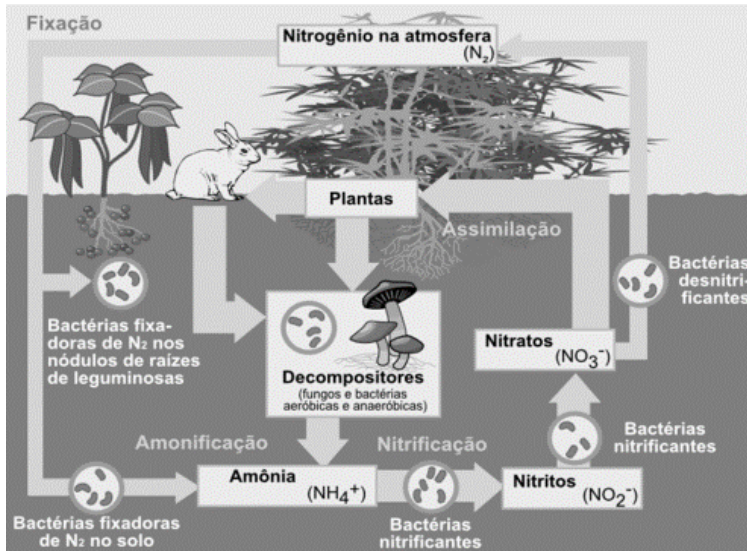 Fixação
Nitrogênio na atmosfera
(N₂)
Plantas
Assimilação
Bactérias
desnitri-
ficantes
Bactérias fixa-
doras de N₂ nos
nódulos de raízes
de leguminosas
Decompositores
(fungos e bactérias
aeróbicas e anaeróbicas)
Nitratos
(NO₃⁻)
Bactérias
nitrificantes
Amonificação
Nitrificação
Amônia
(NH₄⁺)
Nitritos
(NO₂⁻)
Bactérias fixadoras
de N₂ no solo
Bactérias
nitrificantes